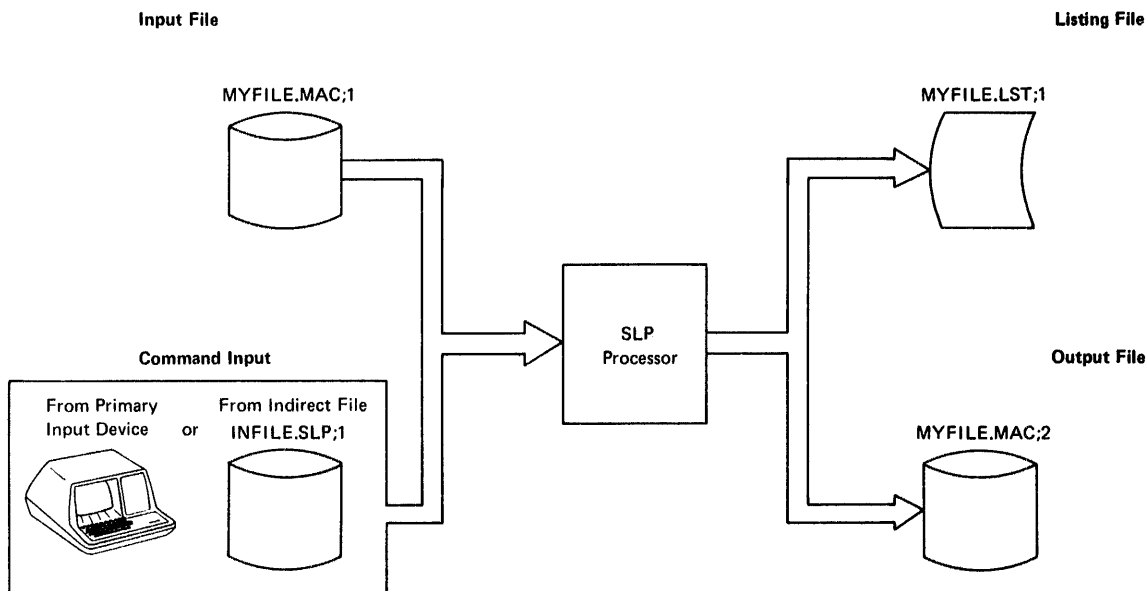 Input File
Listing File
MYFILE.MAC;1
MYFILE.LST;1
SLP
Processor
Command Input
Output File
From Primary
Input Device
or
From Indirect File
INFILE.SLP;1
MYFILE.MAC;2